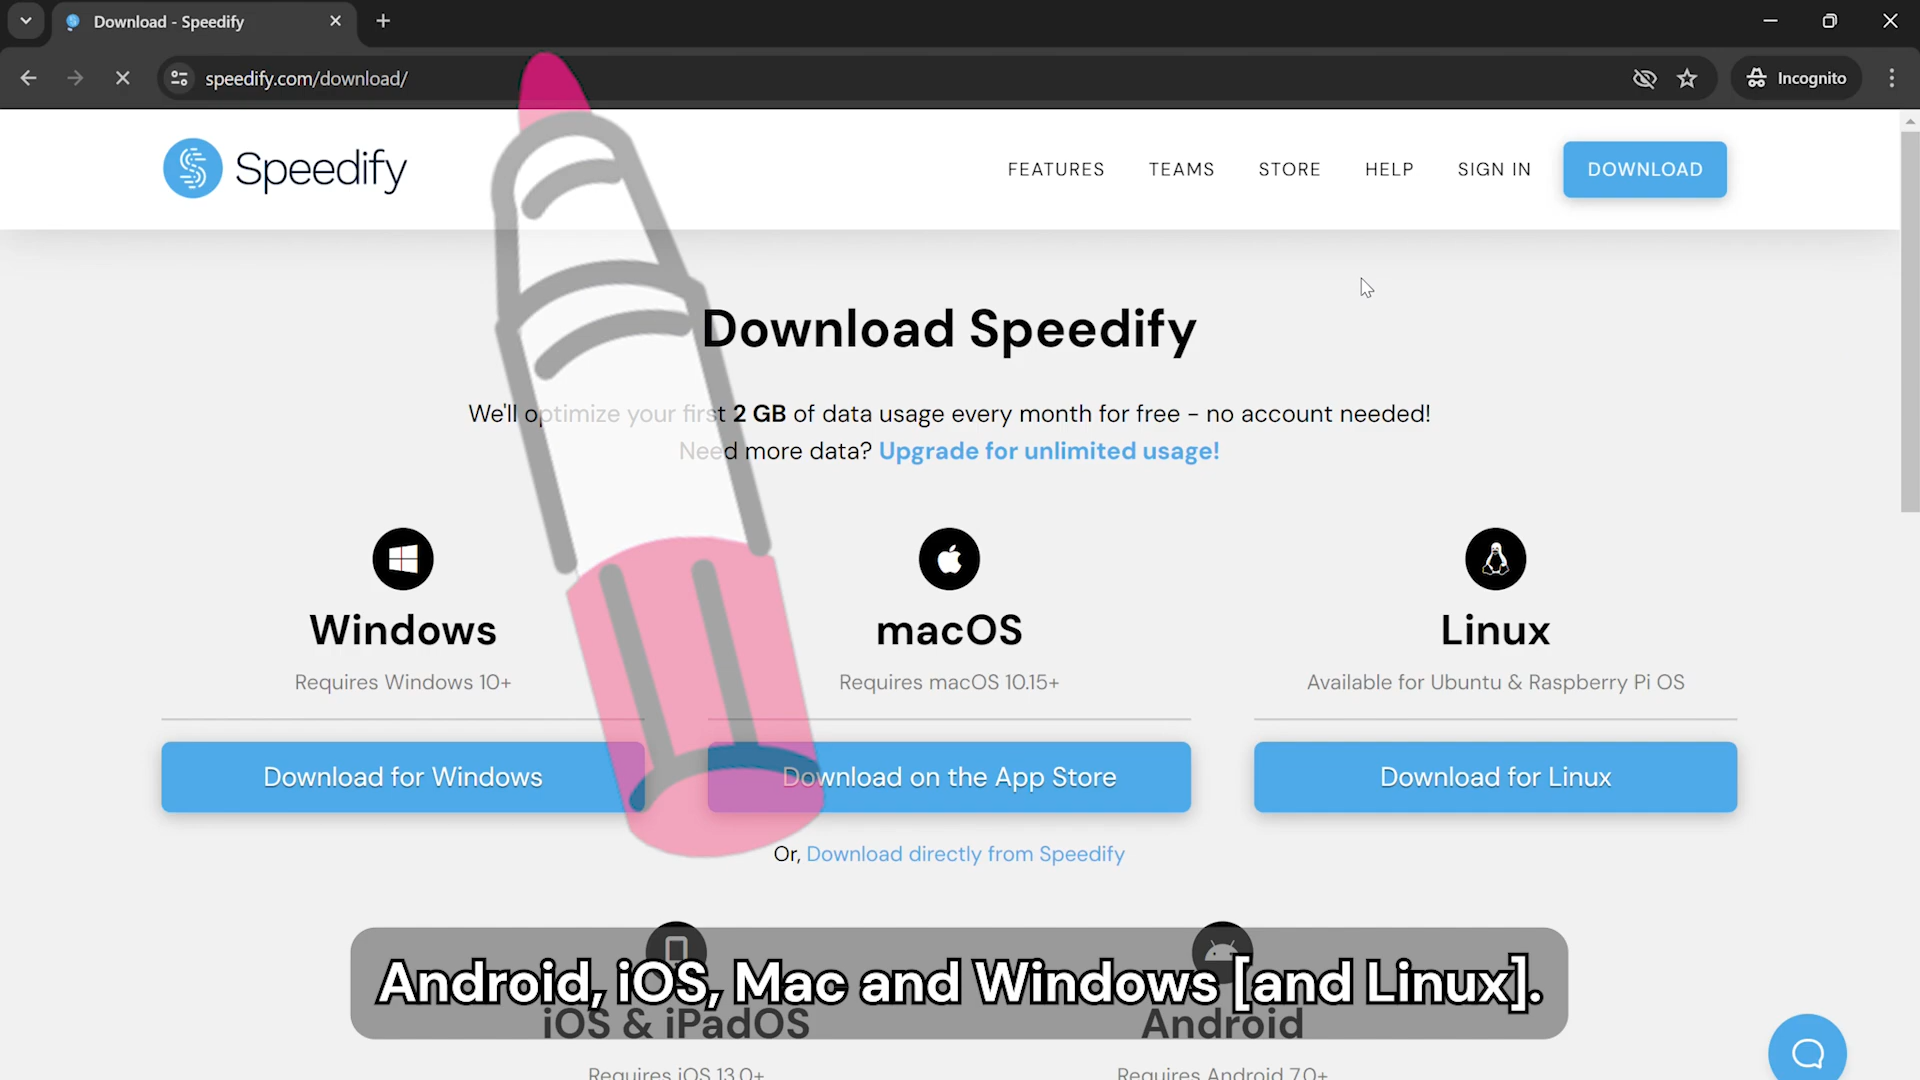 Download - Speedify
speedify.com/download/
Incognito
Speedify
FEATURES
TEAMS
STORE
HELP
SIGN IN
DOWNLOAD
Download Speedify
We'll optimize your first 2 GB of data usage every month for free - no account needed!
Need more data? Upgrade for unlimited usage!
Windows
Requires Windows 10+
Download for Windows
macOS
Requires macOS 10.15+
Download on the App Store
Or, Download directly from Speedify
Linux
Available for Ubuntu & Raspberry Pi OS
Download for Linux
Android, iOS, Mac and Windows [and Linux].
iOS & iPadOS
Requires iOS 13.0+
Android
Requires Android 7.0+